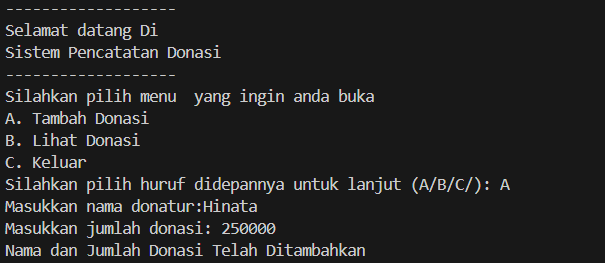 -------------------
Selamat datang Di
Sistem Pencatatan Donasi
-------------------
Silahkan pilih menu  yang ingin anda buka
A. Tambah Donasi
B. Lihat Donasi
C. Keluar
Silahkan pilih huruf didepannya untuk lanjut (A/B/C/): A
Masukkan nama donatur:Hinata
Masukkan jumlah donasi: 250000
Nama dan Jumlah Donasi Telah Ditambahkan